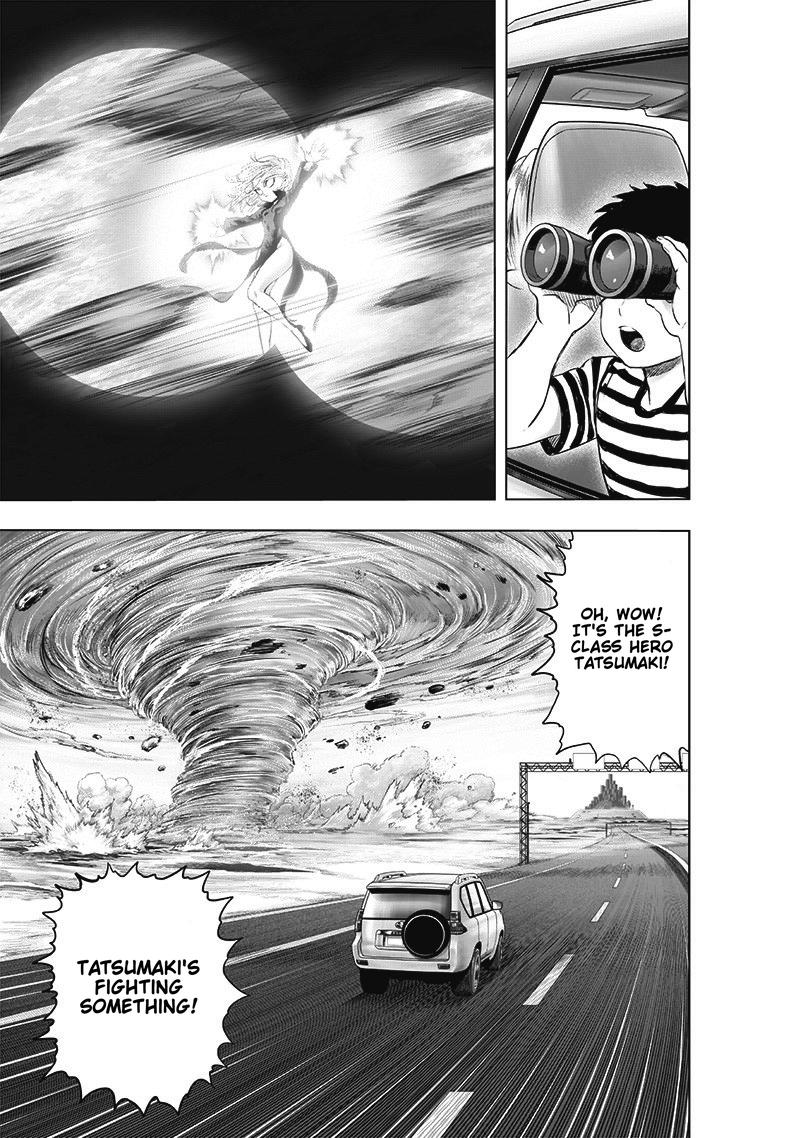 OH, WOW!
IT'S THE S-
CLASS HERO
TATSUMAKI!
TATSUMAKI'S
FIGHTING
SOMETHING!